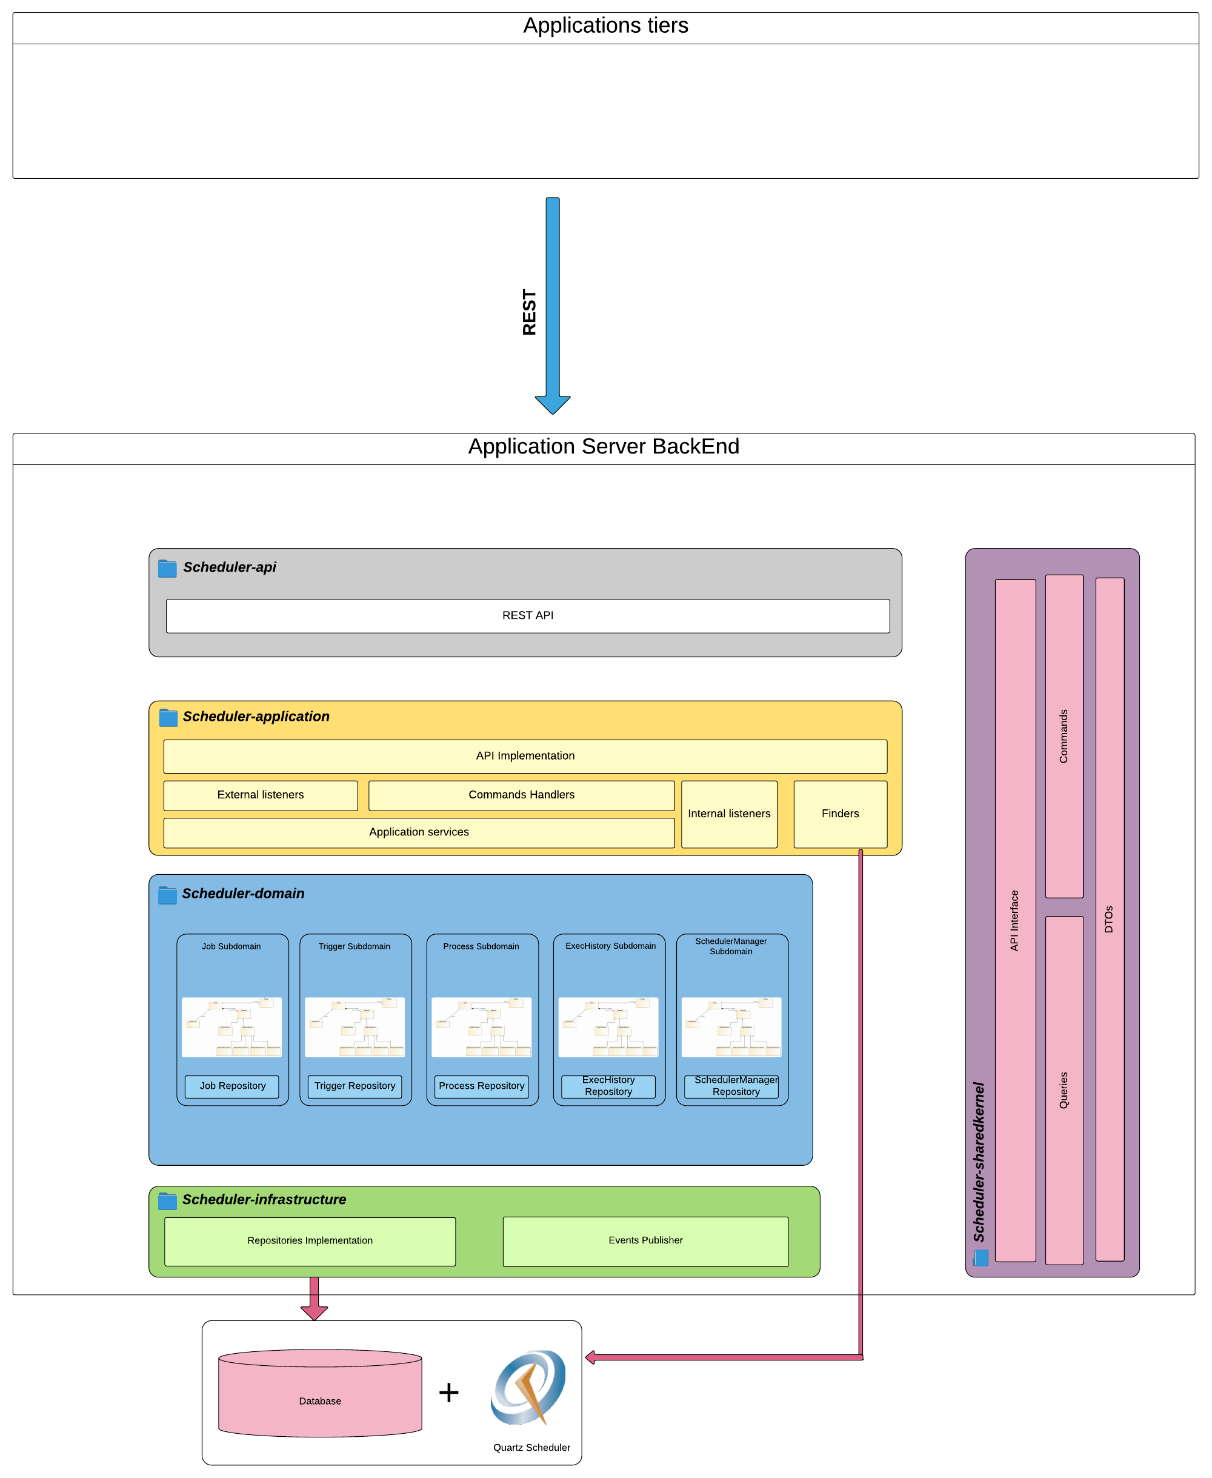 Applications tiers
REST
Application Server BackEnd
Scheduler-api
REST API
Scheduler-application
API Implementation
External listeners
Commands Handlers
Internal listeners
Finders
Application services
Scheduler-domain
Job Subdomain
Trigger Subdomain
Process Subdomain
ExecHistory Subdomain
SchedulerManager
Subdomain
Job Repository
Trigger Repository
Process Repository
ExecHistory
Repository
SchedulerManager
Repository
Scheduler-infrastructure
Repositories Implementation
Events Publisher
Scheduler-sharedkernel
API Interface
Commands
Queries
DTOs
Database
+
Quartz Scheduler